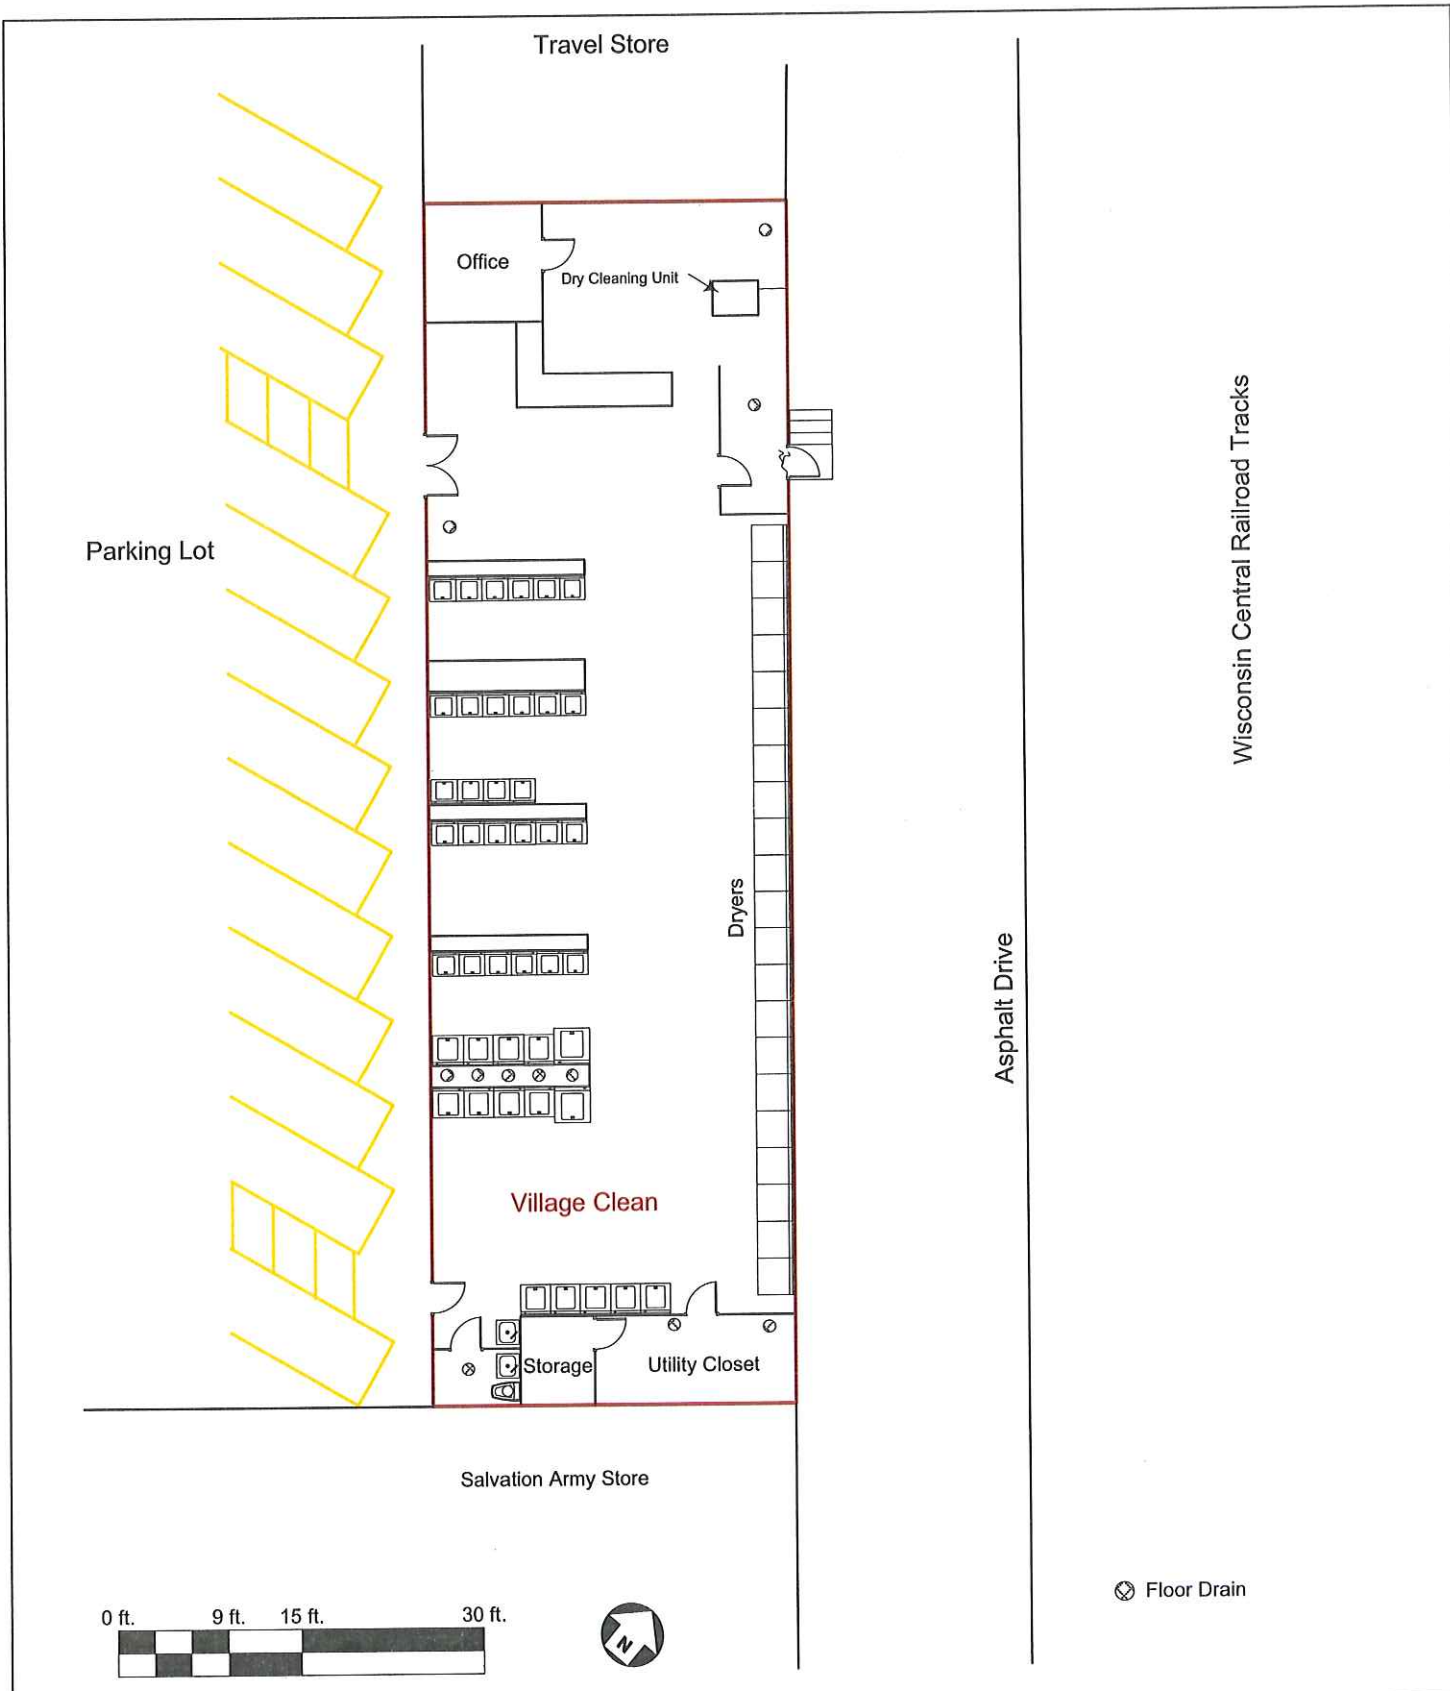 Travel Store
Office
Dry Cleaning Unit
Parking Lot
Wisconsin Central Railroad Tracks
Dryers
Asphalt Drive
Village Clean
Storage
Utility Closet
Salvation Army Store
Floor Drain
0 ft. 9 ft. 15 ft. 30 ft.
N